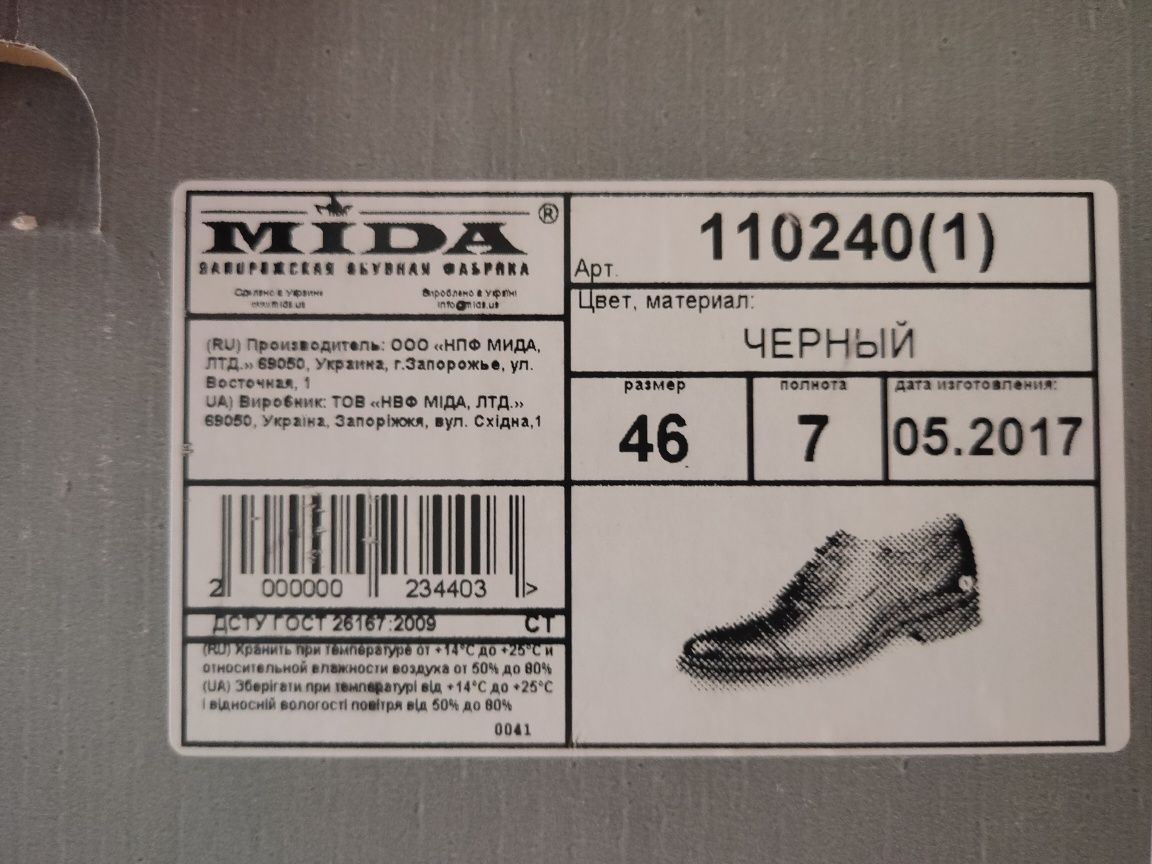 MIDA ®
ЗАПОРОЖСКАЯ ОБУВНАЯ ФАБРИКА
Сделано в Украине Вироблено в Україні
www.mida.ua info@mida.ua
Арт. 110240(1)
Цвет, материал:
ЧЕРНЫЙ
размер полнота дата изготовления:
46 7 05.2017
(RU) Производитель: ООО «НПФ МИДА,
ЛТД.» 69050, Украина, г.Запорожье, ул.
Восточная, 1
UA) Виробник: ТОВ «НВФ МІДА, ЛТД.»
69050, Україна, Запоріжжя, вул. Східна,1
2 000000 234403 >
ДСТУ ГОСТ 26167:2009 СТ
(RU) Хранить при температуре от +14°С до +25°С и
относительной влажности воздуха от 50% до 80%
(UA) Зберігати при температурі від +14°С до +25°С
і відносній вологості повітря від 50% до 80%
0041